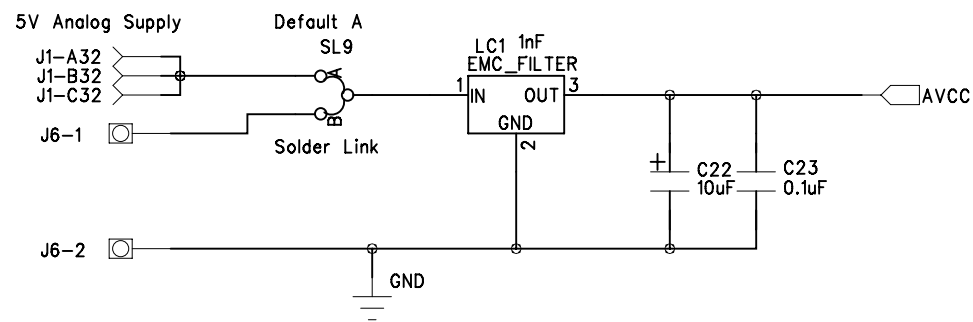 5V Analog Supply
Default A
SL9
J1-A32
J1-B32
J1-C32
A
B
Solder Link
J6-1
LC1 1nF
EMC_FILTER
1 IN OUT 3
GND
2
AVCC
+
C22
10uF
C23
0.1uF
J6-2
GND